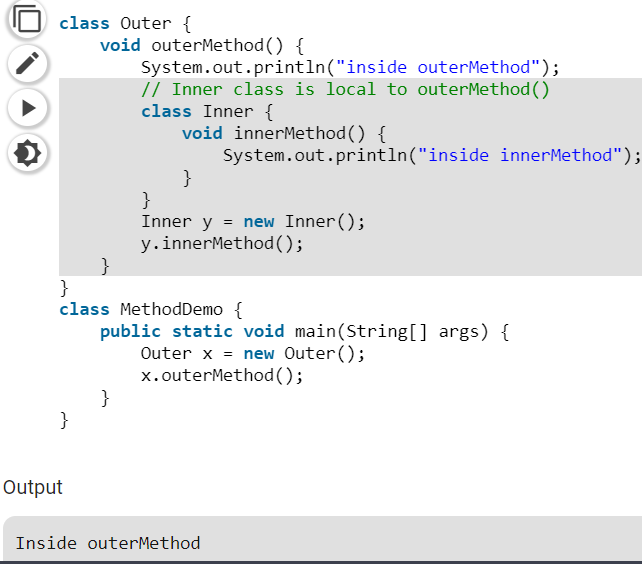 class Outer {
    void outerMethod() {
        System.out.println("inside outerMethod");
        // Inner class is local to outerMethod()
        class Inner {
            void innerMethod() {
                System.out.println("inside innerMethod");
            }
        }
        Inner y = new Inner();
        y.innerMethod();
    }
}
class MethodDemo {
    public static void main(String[] args) {
        Outer x = new Outer();
        x.outerMethod();
    }
}
Output
Inside outerMethod